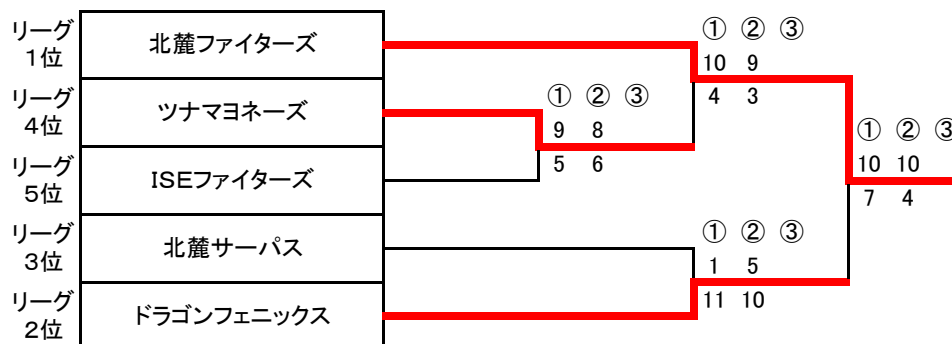 リーグ
1位
北麓ファイターズ
① ② ③
10 9
4 3
リーグ
4位
ツナマヨネーズ
① ② ③
9 8
5 6
① ② ③
10 10
7 4
リーグ
5位
ISEファイターズ
リーグ
3位
北麓サーパス
① ② ③
1 5
11 10
リーグ
2位
ドラゴンフェニックス